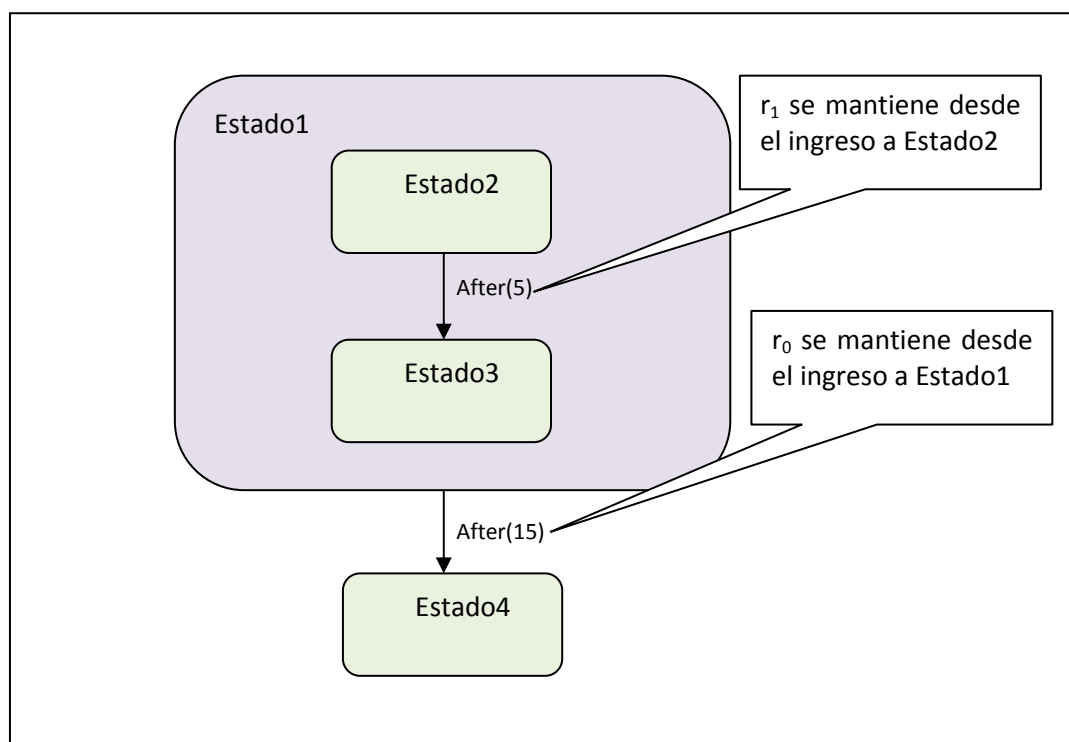 Estado1
Estado2
r₁ se mantiene desde
el ingreso a Estado2
After(5)
Estado3
r₀ se mantiene desde
el ingreso a Estado1
After(15)
Estado4